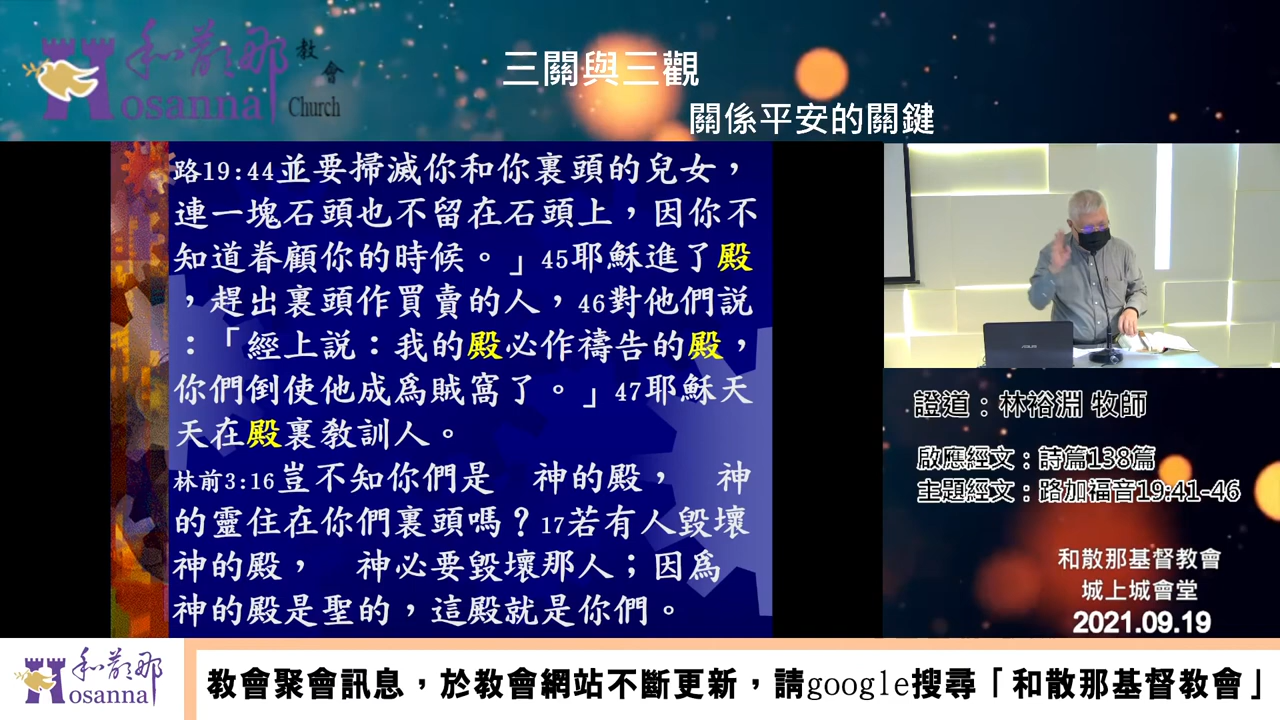 和散那教會
Hosanna Church
三關與三觀
關係平安的關鍵
路19:44並要掃滅你和你裏頭的兒女，
連一塊石頭也不留在石頭上，因你不
知道眷顧你的時候。」45耶穌進了殿
，趕出裏頭作買賣的人，46對他們説
：「經上説：我的殿必作禱告的殿，
你們倒使他成爲賊窩了。」47耶穌天
天在殿裏教訓人。
林前3:16豈不知你們是　神的殿，　神
的靈住在你們裏頭嗎？17若有人毀壞
神的殿，　神必要毀壞那人；因爲
神的殿是聖的，這殿就是你們。
ASUS
證道：林裕淵 牧師
啟應經文：詩篇138篇
主題經文：路加福音19:41-46
和散那基督教會
城上城會堂
2021.09.19
和散那
Hosanna
教會聚會訊息，於教會網站不斷更新，請google搜尋「和散那基督教會」